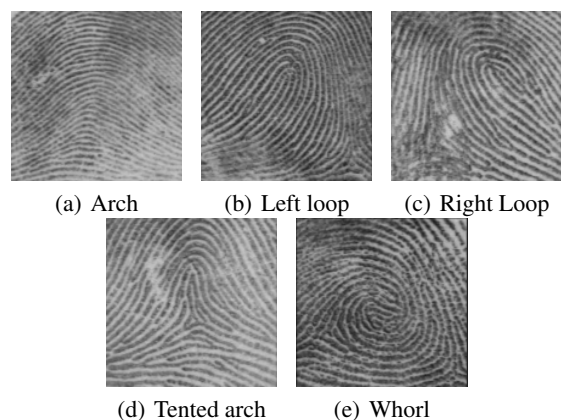 (a) Arch
(b) Left loop
(c) Right Loop
(d) Tented arch
(e) Whorl